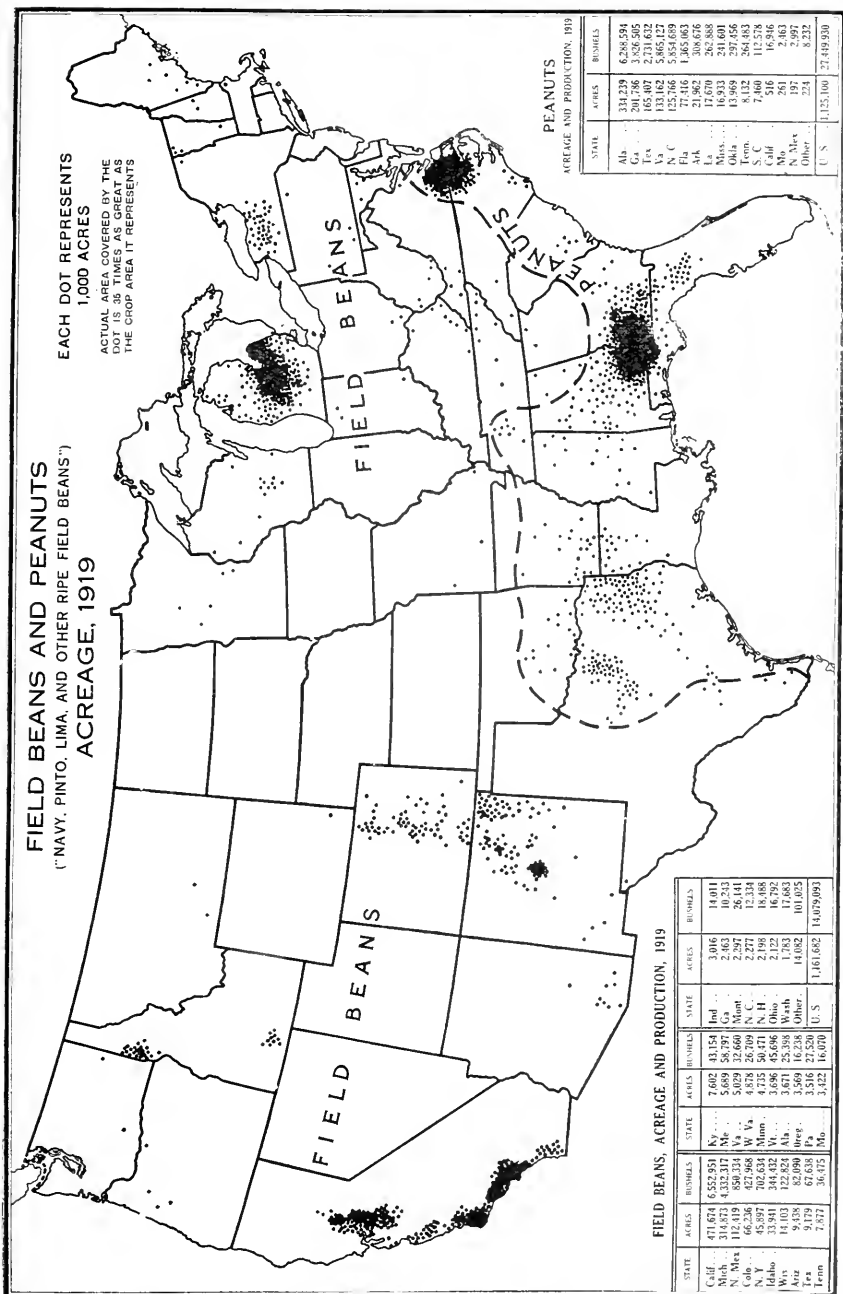 FIELD BEANS AND PEANUTS
("NAVY, PINTO, LIMA, AND OTHER RIPE FIELD BEANS")
ACREAGE, 1919
EACH DOT REPRESENTS
1,000 ACRES
ACTUAL AREA COVERED BY THE
DOT IS 35 TIMES AS GREAT AS
THE CROP AREA IT REPRESENTS
FIELD BEANS
FIELD BEANS
PEANUTS
FIELD BEANS, ACREAGE AND PRODUCTION, 1919
STATE ACRES BUSHELS STATE ACRES BUSHELS STATE ACRES BUSHELS
Calif. 471,674 6,552,951 Ky 7,602 43,154 Ind 3,016 14,011
Mich 314,873 4,332,317 Me 5,689 58,797 Ga 2,463 10,243
N. Mex 112,419 850,334 Va 5,029 32,660 Mont 2,297 26,141
Colo 66,236 427,968 W Va. 4,878 26,709 N. C. 2,277 12,334
N. Y 45,897 702,634 Minn. 4,735 50,471 N. H 2,198 18,488
Idaho 33,941 344,432 Vt. 3,696 45,696 Ohio 2,122 16,792
Wis 14,103 122,824 Ala. 3,671 25,398 Wash 1,783 17,683
Ariz 9,438 82,090 Oreg. 3,569 16,238 Other 14,082 101,025
Tex 9,179 67,638 Pa 3,516 27,520 U. S 1,161,682 14,079,093
Tenn 7,877 36,475 Mo 3,422 16,070
PEANUTS
ACREAGE AND PRODUCTION, 1919
STATE ACRES BUSHELS
Ala 334,239 6,288,594
Ga 201,786 3,826,505
Tex 165,407 2,731,632
Va 133,162 5,865,127
N C 125,766 5,854,689
Fla 77,416 1,365,063
Ark 21,962 308,676
La 17,670 262,888
Miss. 16,933 241,601
Okla 13,969 297,456
Tenn. 8,132 264,483
S. C 7,460 112,578
Calif 516 16,946
Mo 261 2,463
N Mex 197 2,997
Other 224 8,232
U S 1,125,100 27,449,930